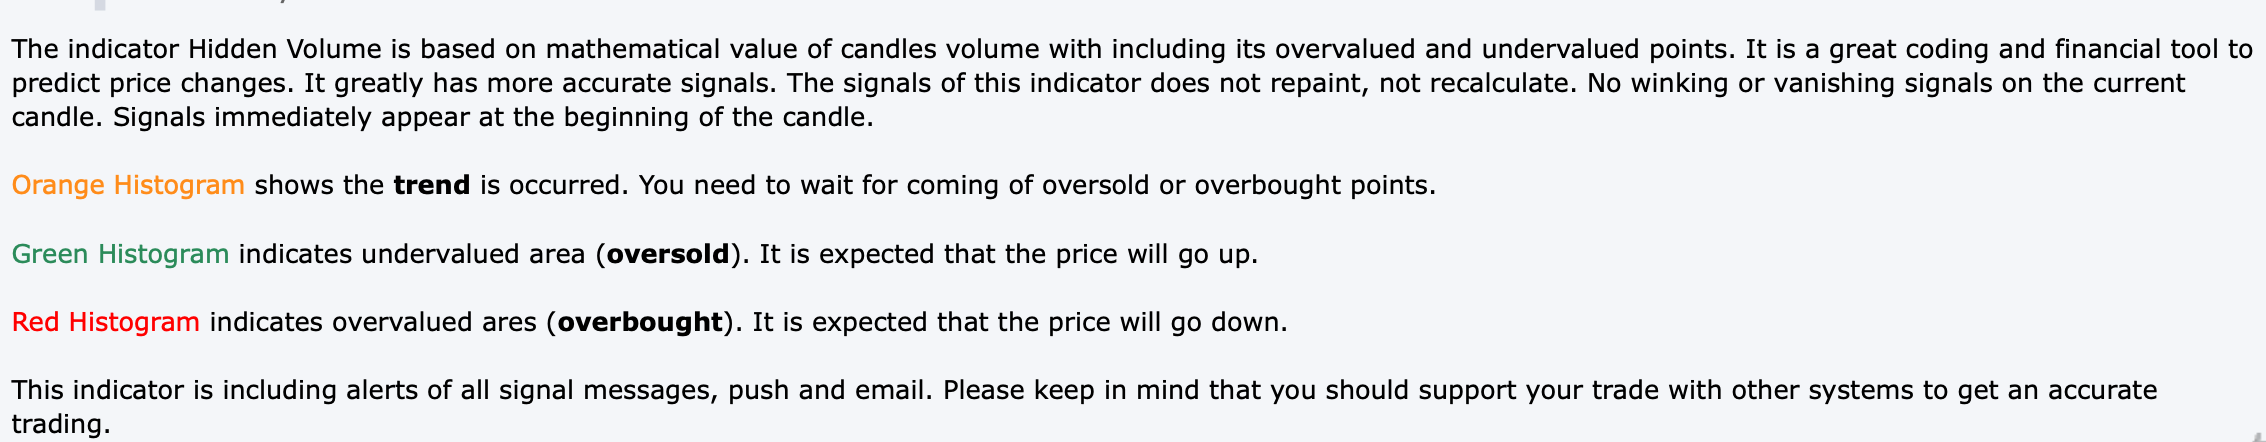 The indicator Hidden Volume is based on mathematical value of candles volume with including its overvalued and undervalued points. It is a great coding and financial tool to
predict price changes. It greatly has more accurate signals. The signals of this indicator does not repaint, not recalculate. No winking or vanishing signals on the current
candle. Signals immediately appear at the beginning of the candle.
Orange Histogram shows the trend is occurred. You need to wait for coming of oversold or overbought points.
Green Histogram indicates undervalued area (oversold). It is expected that the price will go up.
Red Histogram indicates overvalued ares (overbought). It is expected that the price will go down.
This indicator is including alerts of all signal messages, push and email. Please keep in mind that you should support your trade with other systems to get an accurate
trading.